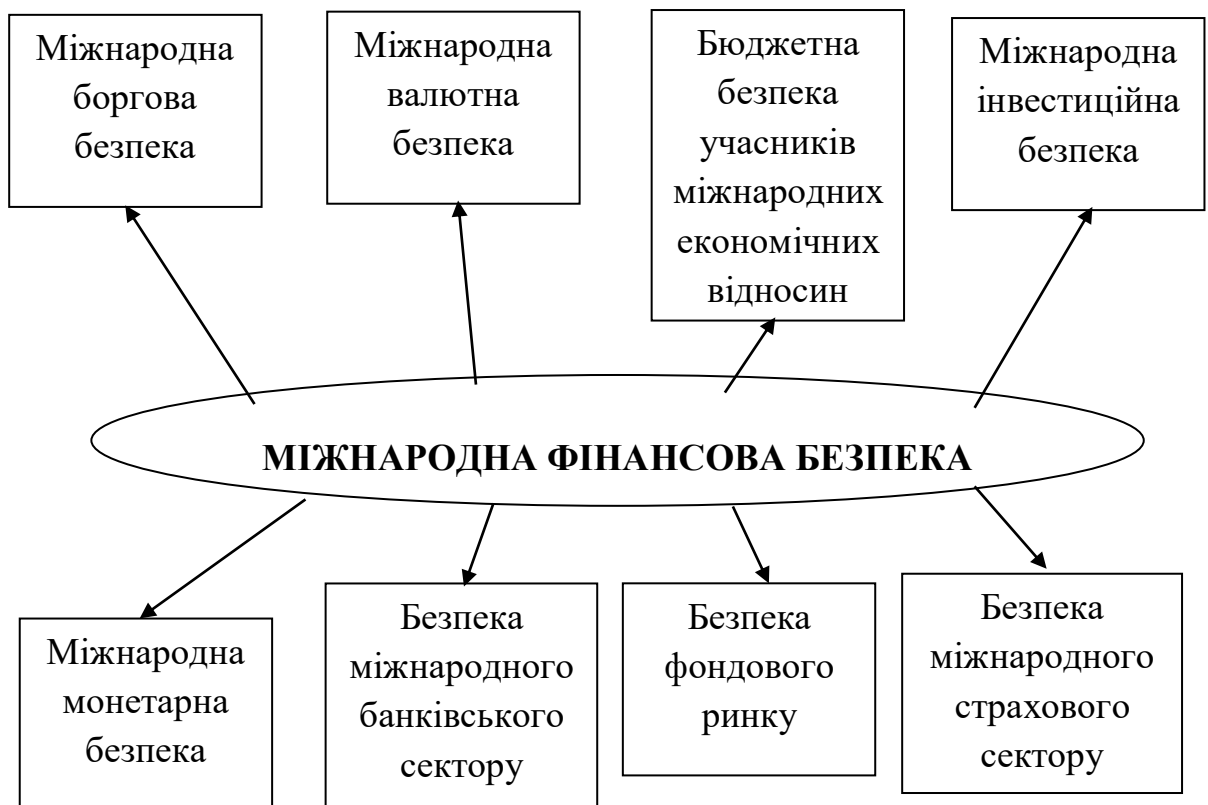 Міжнародна
боргова
безпека
Міжнародна
валютна
безпека
Бюджетна
безпека
учасників
міжнародних
економічних
відносин
Міжнародна
інвестиційна
безпека
МІЖНАРОДНА ФІНАНСОВА БЕЗПЕКА
Міжнародна
монетарна
безпека
Безпека
міжнародного
банківського
сектору
Безпека
фондового
ринку
Безпека
міжнародного
страхового
сектору